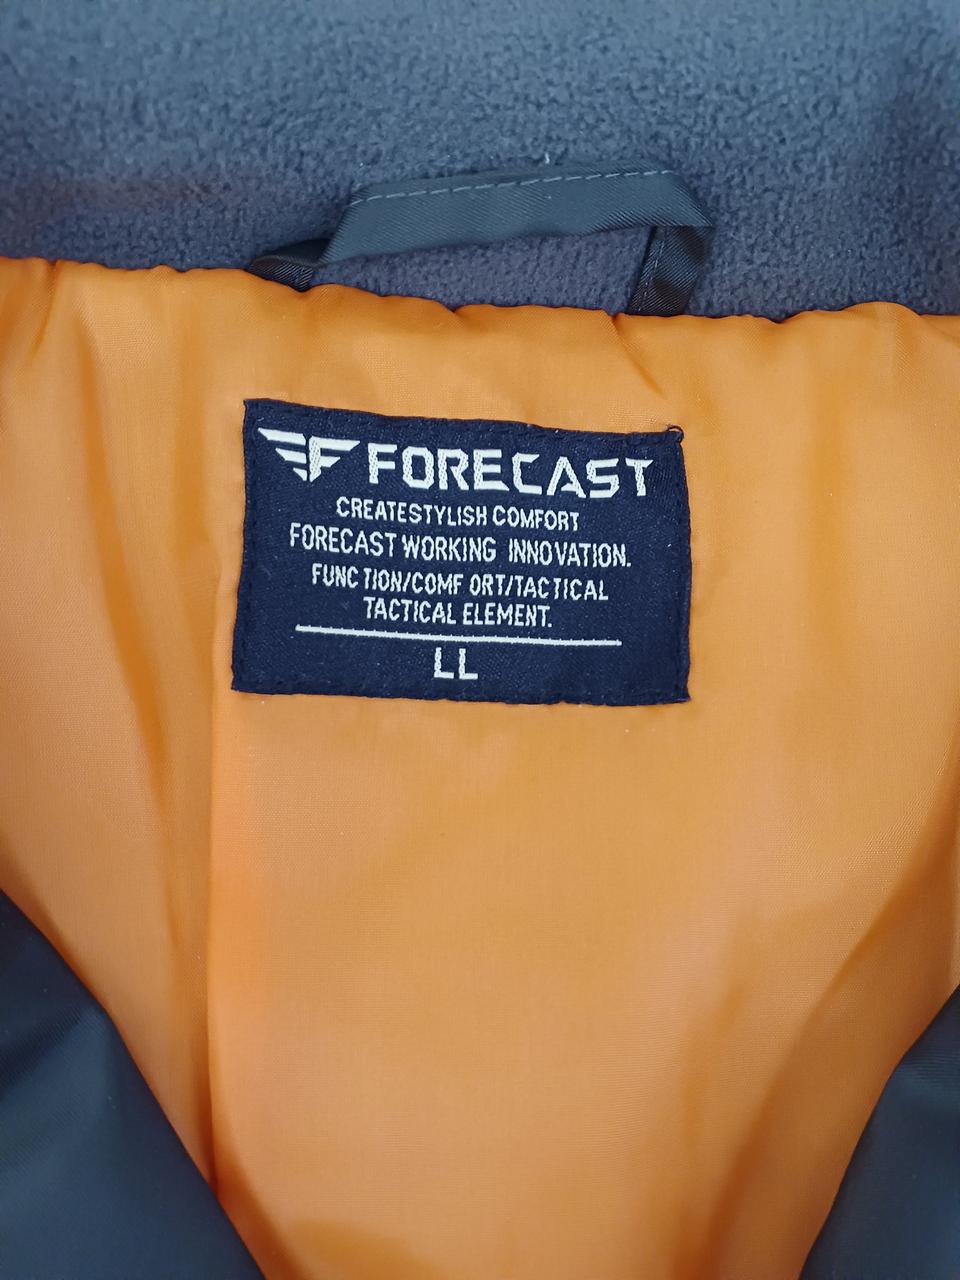 FORECAST
CREATESTYLISH COMFORT
FORECAST WORKING INNOVATION.
FUNC TION/COMF ORT/TACTICAL
TACTICAL ELEMENT.
LL